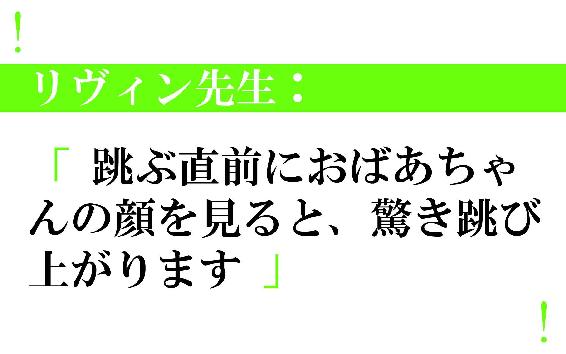 !
リヴィン先生：
「 跳ぶ直前におばあちゃ
んの顔を見ると、驚き跳び
上がります 」
!